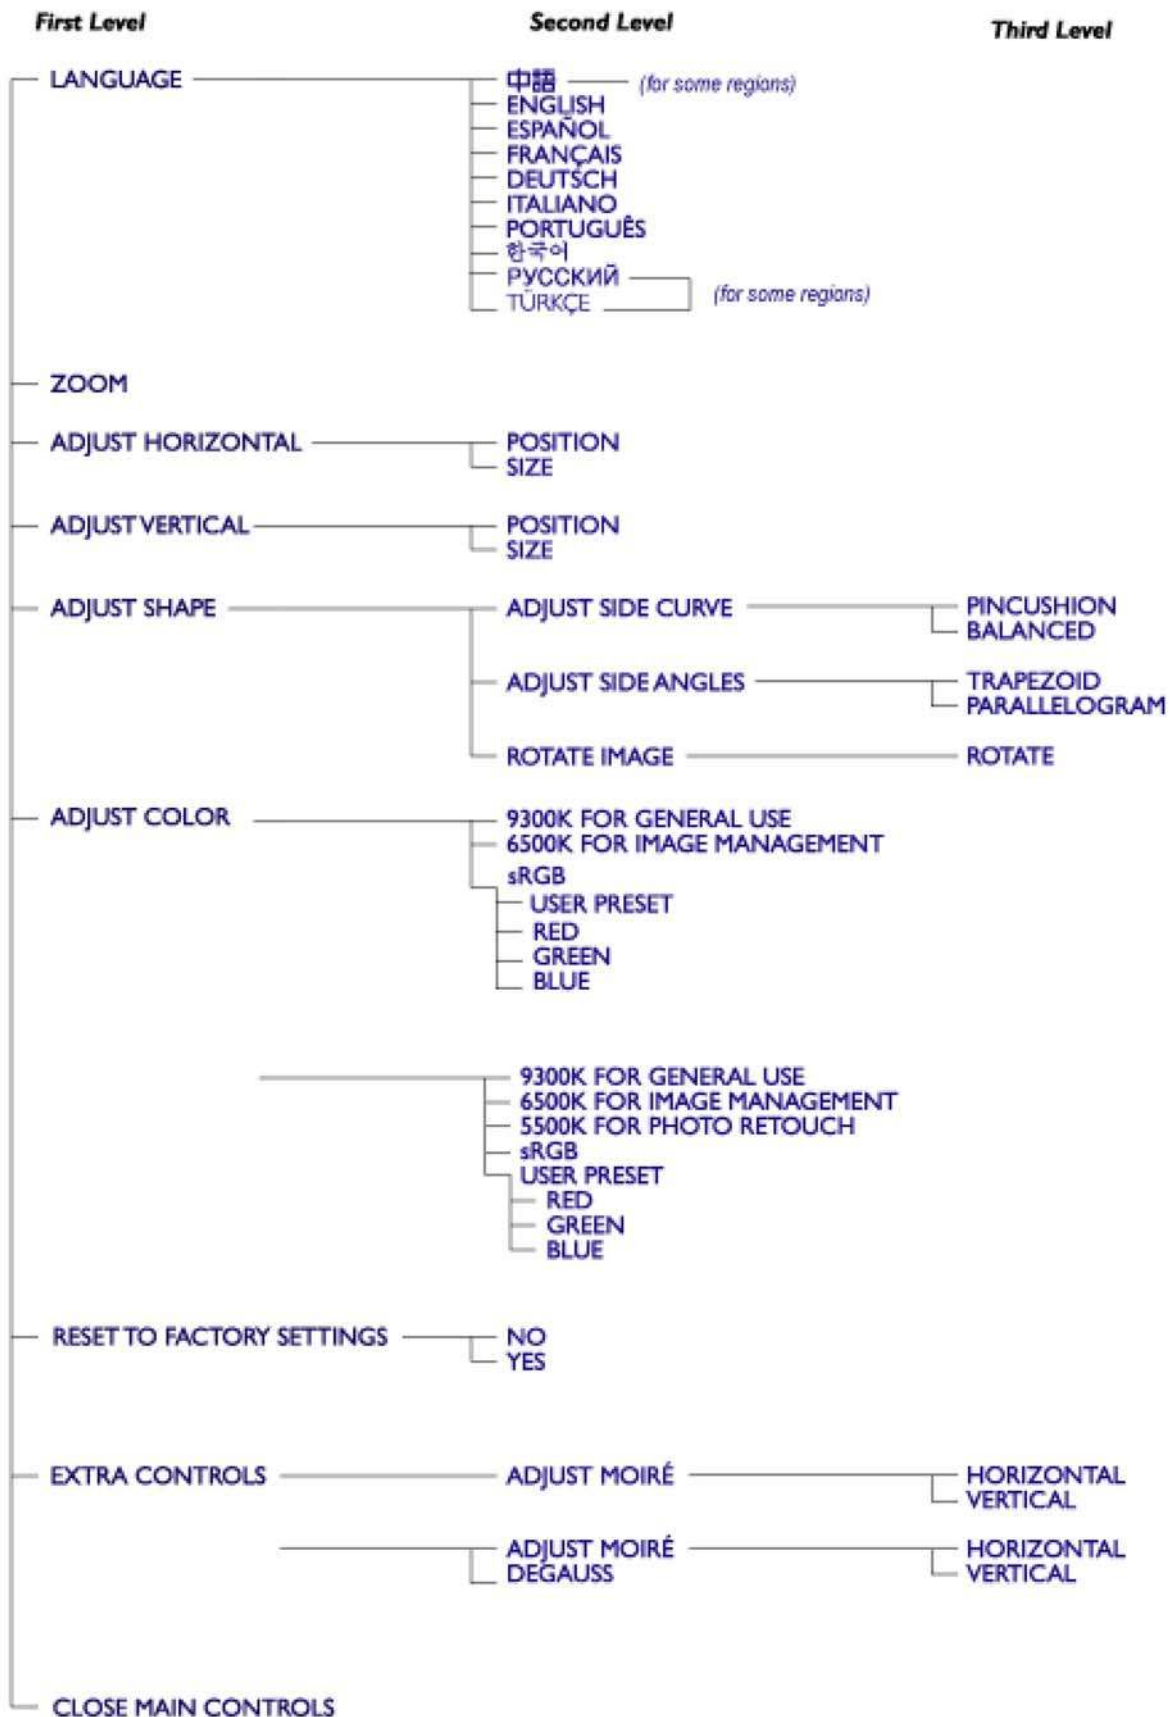 First Level Second Level Third Level
LANGUAGE 中語 (for some regions)
ENGLISH
ESPAÑOL
FRANÇAIS
DEUTSCH
ITALIANO
PORTUGUÊS
한국어
РУССКИЙ
(for some regions)
TÜRKÇE
ZOOM
ADJUST HORIZONTAL POSITION
SIZE
ADJUST VERTICAL POSITION
SIZE
ADJUST SHAPE ADJUST SIDE CURVE PINCUSHION
BALANCED
ADJUST SIDE ANGLES TRAPEZOID
PARALLELOGRAM
ROTATE IMAGE ROTATE
ADJUST COLOR 9300K FOR GENERAL USE
6500K FOR IMAGE MANAGEMENT
sRGB
USER PRESET
RED
GREEN
BLUE
9300K FOR GENERAL USE
6500K FOR IMAGE MANAGEMENT
5500K FOR PHOTO RETOUCH
sRGB
USER PRESET
RED
GREEN
BLUE
RESET TO FACTORY SETTINGS NO
YES
EXTRA CONTROLS ADJUST MOIRÉ HORIZONTAL
VERTICAL
ADJUST MOIRÉ HORIZONTAL
DEGAUSS VERTICAL
CLOSE MAIN CONTROLS